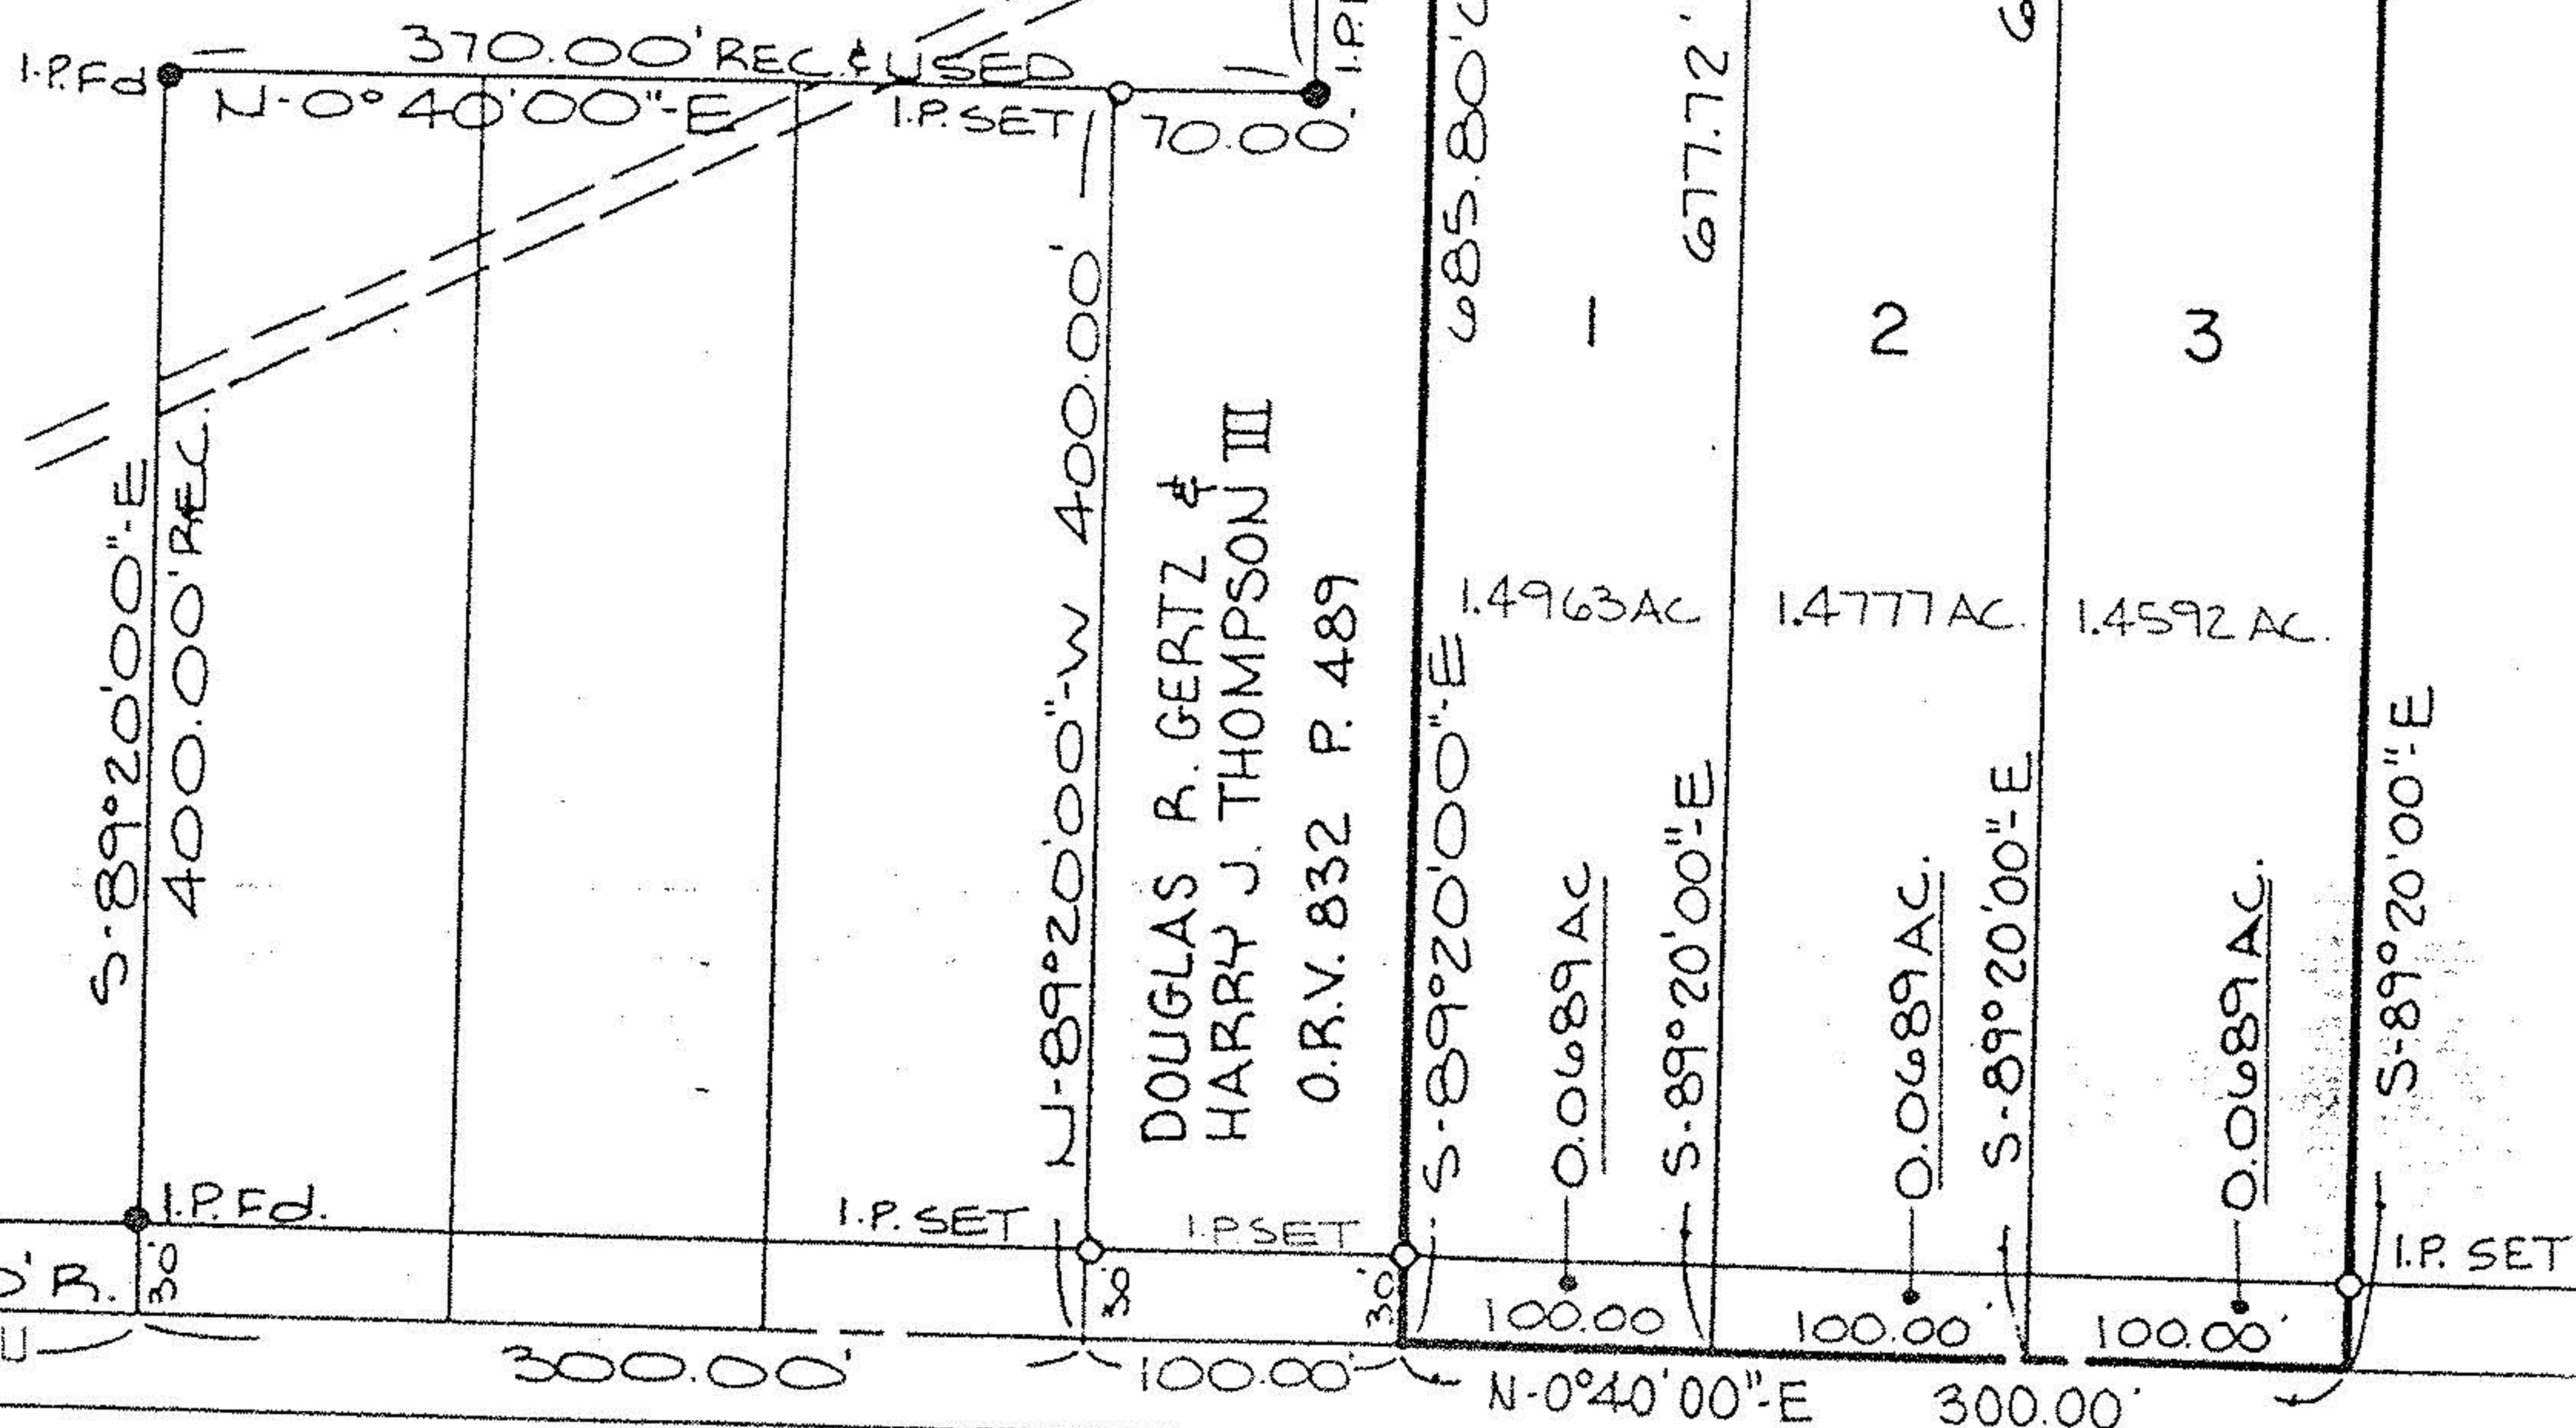 I.P.Fd
370.00' REC. & USED
N-0°40'00"-E
I.P. SET
70.00'
685.80'
677.72'
1
2
3
S-89°20'00"-E
400.00' REC.
N-89°20'00"-W 400.00'
DOUGLAS R. GERTZ &
HARRY J. THOMPSON III
O.R.V. 832 P. 489
S-89°20'00"-E
1.4963 AC
1.4777 AC.
1.4592 AC.
0.0689 AC
S-89°20'00"-E
0.0689 AC.
S-89°20'00"-E
0.0689 AC.
S-89°20'00"-E
I.P. Fd.
I.P. SET
I.P. SET
I.P. SET
R.
30'
30'
30'
100.00
100.00'
100.00'
300.00'
100.00'
N-0°40'00"-E
300.00'